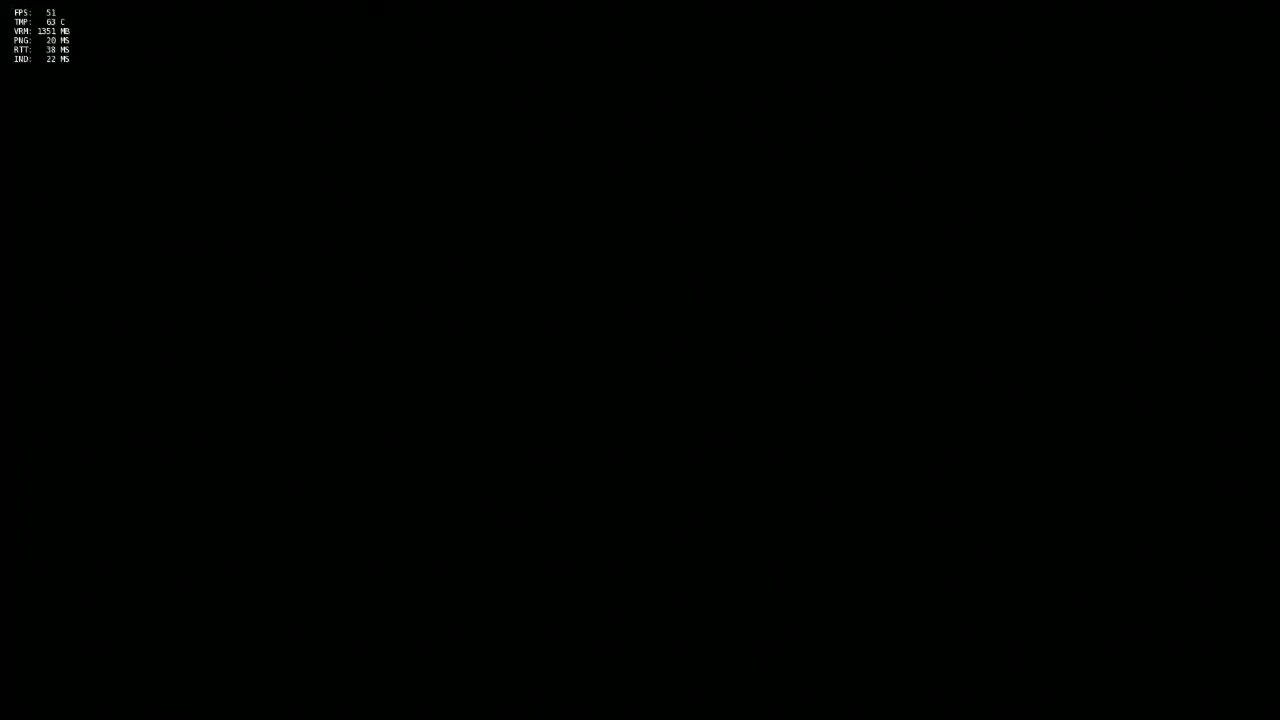 FPS: 51
TMP: 63 C
VRM: 1351 MB
PNG: 20 MS
RTT: 38 MS
IND: 22 MS